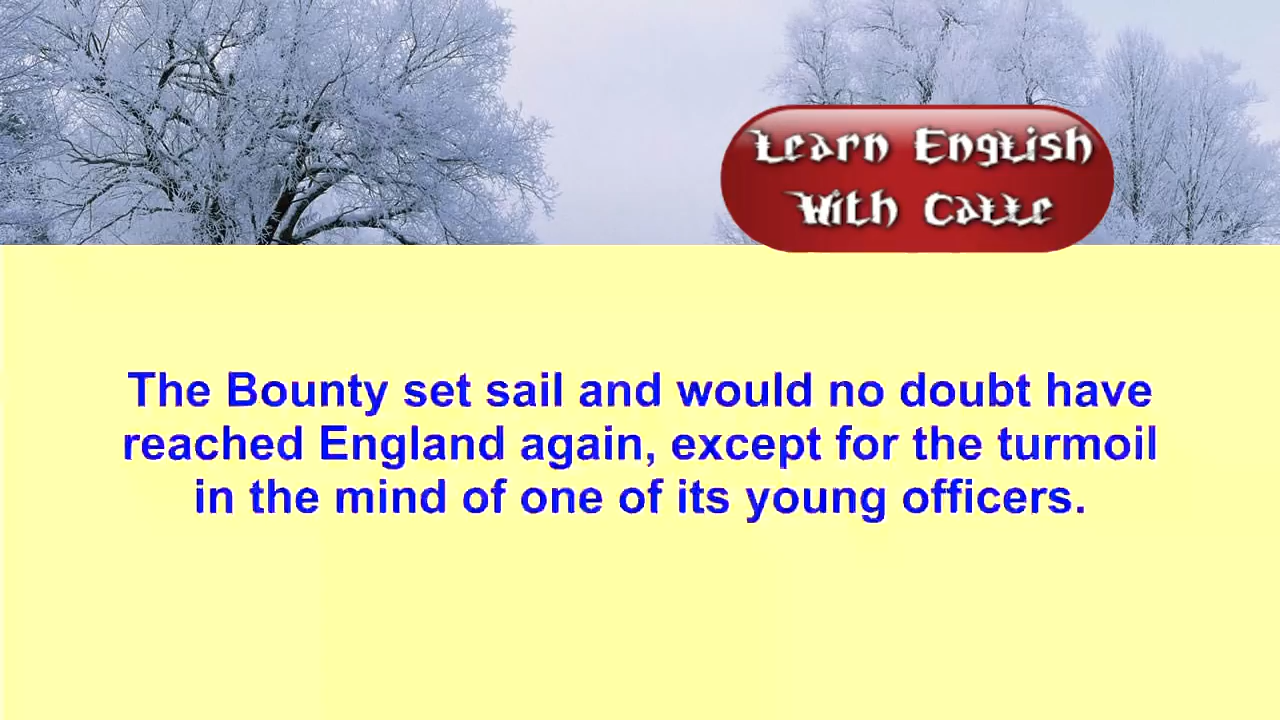 Learn English
With Calle
The Bounty set sail and would no doubt have
reached England again, except for the turmoil
in the mind of one of its young officers.